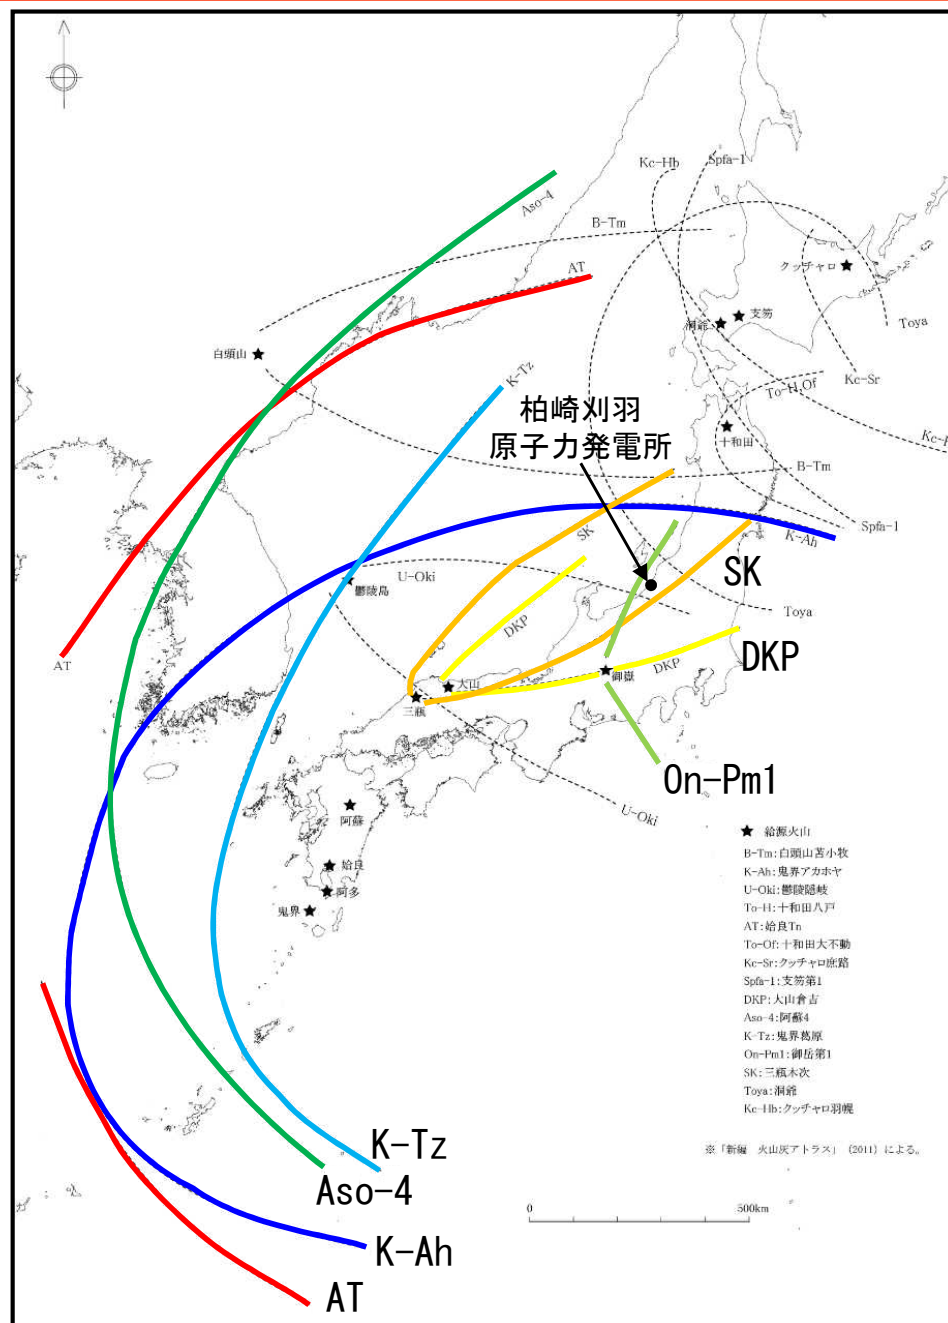 Kc-Hb
Spfa-1
Aso-4
B-Tm
AT
クッチャロ
支笏
洞爺
Toya
白頭山
K-Tz
Kc-Sr
To-H,Of
柏崎刈羽
原子力発電所
十和田
B-Tm
Spfa-1
K-Ah
SK
SK
U-Oki
鬱陵島
Toya
DKP
DKP
DKP
AT
大山
御嶽
三瓶
On-Pm1
U-Oki
阿蘇
姶良
阿多
鬼界
★ 給源火山
B-Tm:白頭山苫小牧
K-Ah:鬼界アカホヤ
U-Oki:鬱陵隠岐
To-H:十和田八戸
AT:姶良Tn
To-Of:十和田大不動
Kc-Sr:クッチャロ庶路
Spfa-1:支笏第1
DKP:大山倉吉
Aso-4:阿蘇4
K-Tz:鬼界葛原
On-Pm1:御岳第1
SK:三瓶木次
Toya:洞爺
Kc-Hb:クッチャロ羽幌
※「新編 火山灰アトラス」(2011)による。
K-Tz
Aso-4
0 500km
K-Ah
AT